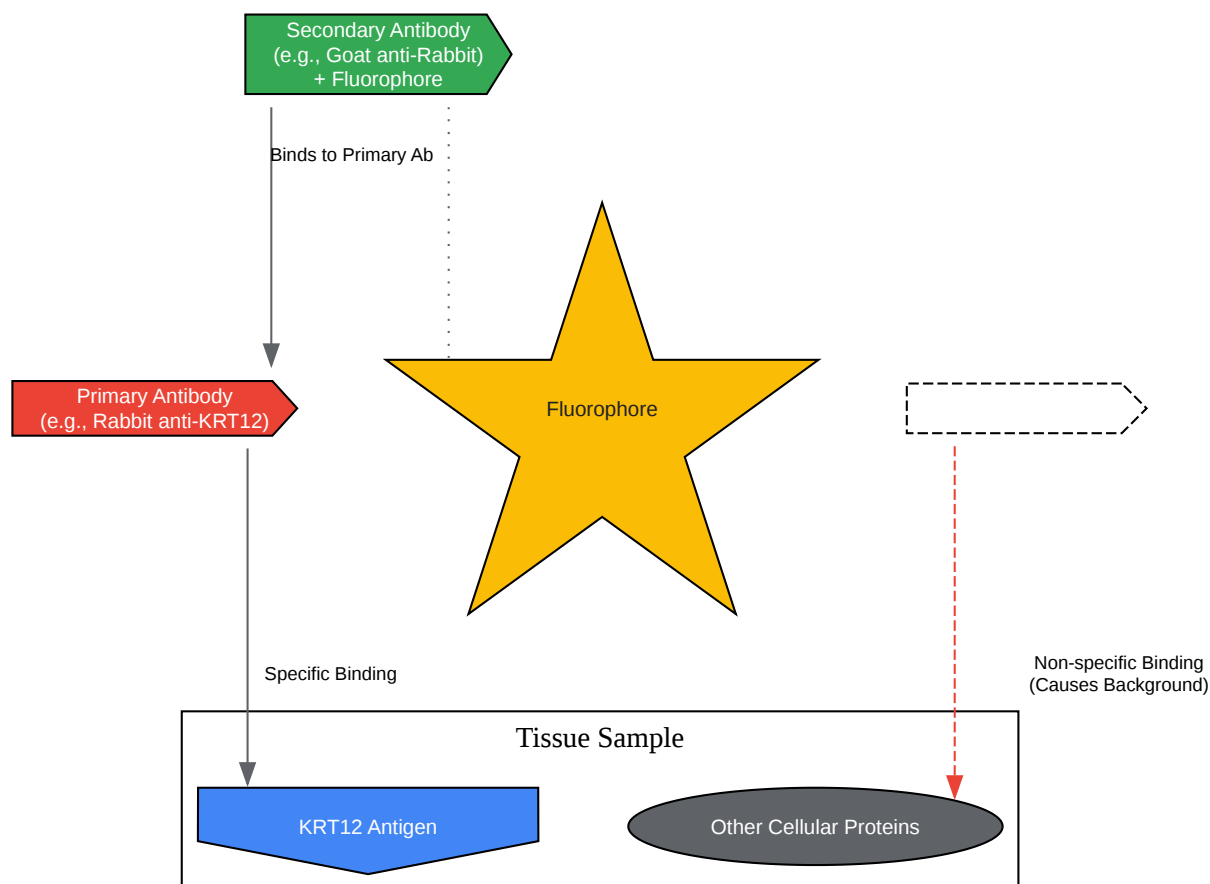 Secondary Antibody
(e.g., Goat anti-Rabbit)
+ Fluorophore
Binds to Primary Ab
Primary Antibody
(e.g., Rabbit anti-KRT12)
Fluorophore
Specific Binding
Non-specific Binding
(Causes Background)
Tissue Sample
KRT12 Antigen
Other Cellular Proteins